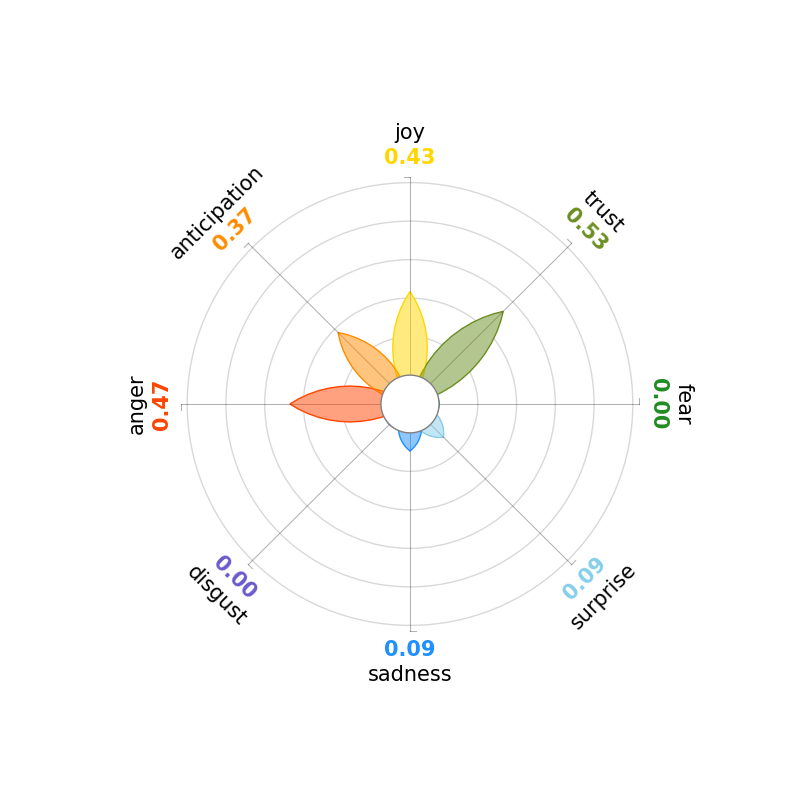 joy
0.43
trust
0.53
fear
0.00
surprise
0.09
0.09
sadness
0.00
disgust
anger
0.47
anticipation
0.37